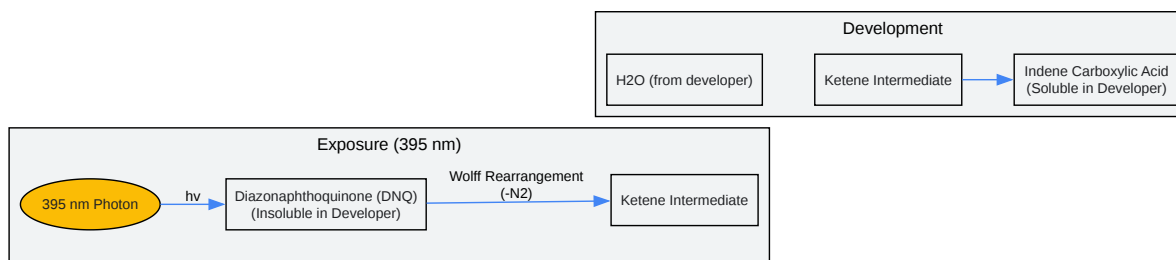 Development
H2O (from developer)
Ketene Intermediate
Indene Carboxylic Acid
(Soluble in Developer)
Exposure (395 nm)
395 nm Photon
hv
Diazonaphthoquinone (DNQ)
(Insoluble in Developer)
Wolff Rearrangement
(-N2)
Ketene Intermediate